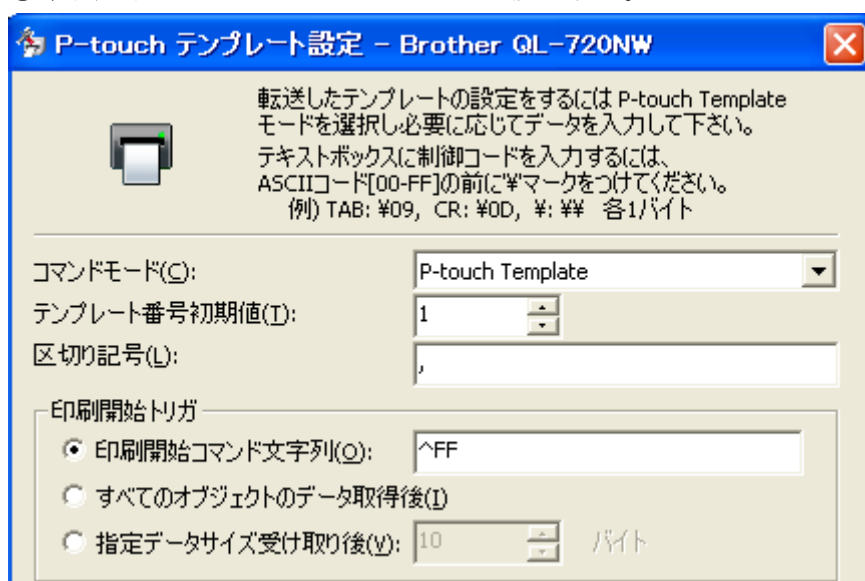 P-touch テンプレート設定 - Brother QL-720NW
転送したテンプレートの設定をするには P-touch Template
モードを選択し必要に応じてデータを入力して下さい。
テキストボックスに制御コードを入力するには、
ASCIIコード[00-FF]の前に'¥'マークをつけてください。
例) TAB: ¥09, CR: ¥0D, ¥: ¥¥ 各1バイト
コマンドモード(C): P-touch Template
テンプレート番号初期値(T): 1
区切り記号(L): ,
印刷開始トリガ
印刷開始コマンド文字列(O): ^FF
すべてのオブジェクトのデータ取得後(I)
指定データサイズ受け取り後(V): 10 バイト